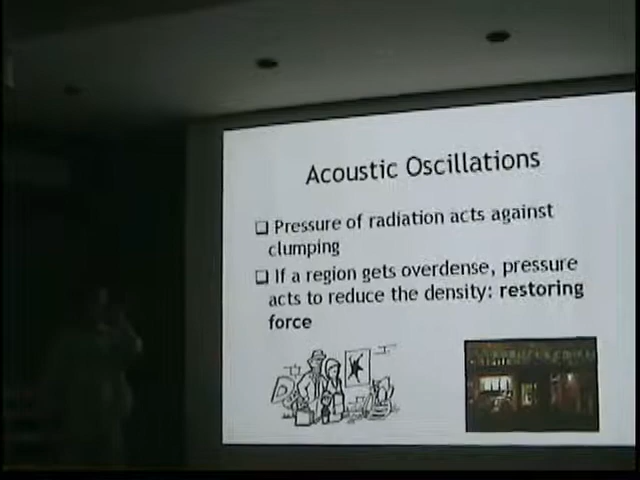 Acoustic Oscillations
❑ Pressure of radiation acts against
clumping
❑ If a region gets overdense, pressure
acts to reduce the density: restoring
force